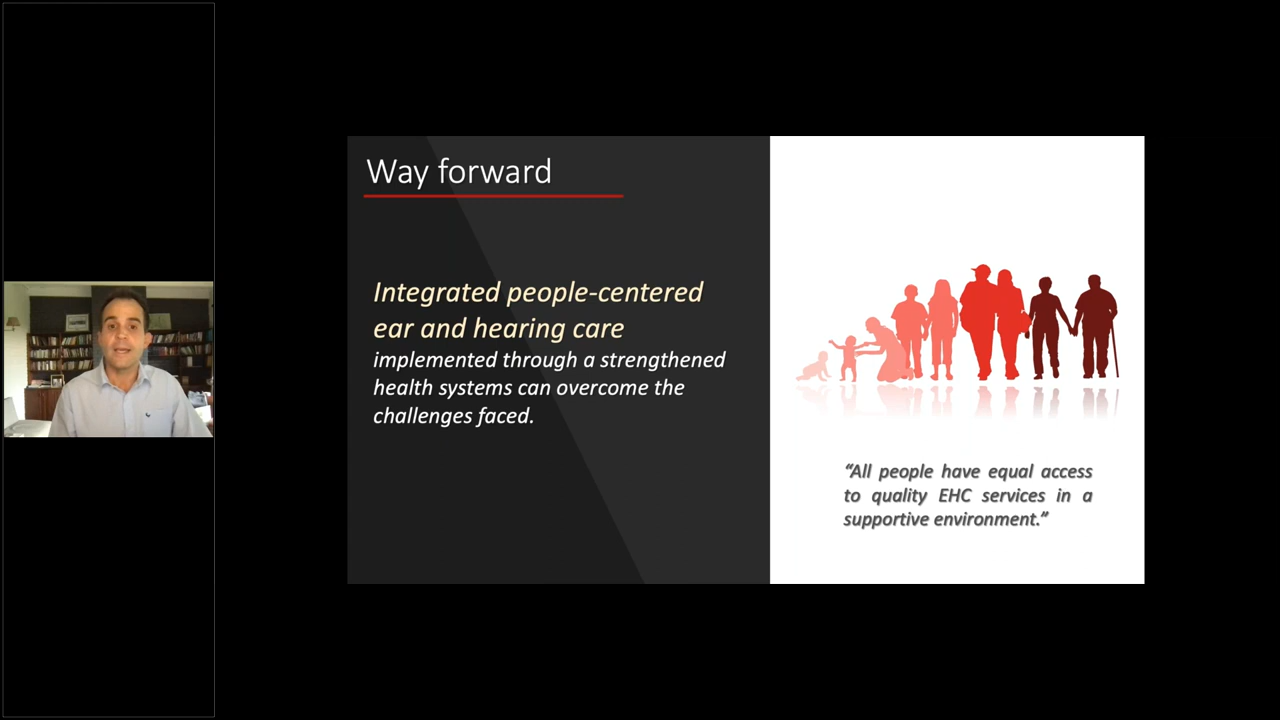 Way forward
Integrated people-centered
ear and hearing care
implemented through a strengthened
health systems can overcome the
challenges faced.
“All people have equal access
to quality EHC services in a
supportive environment.”